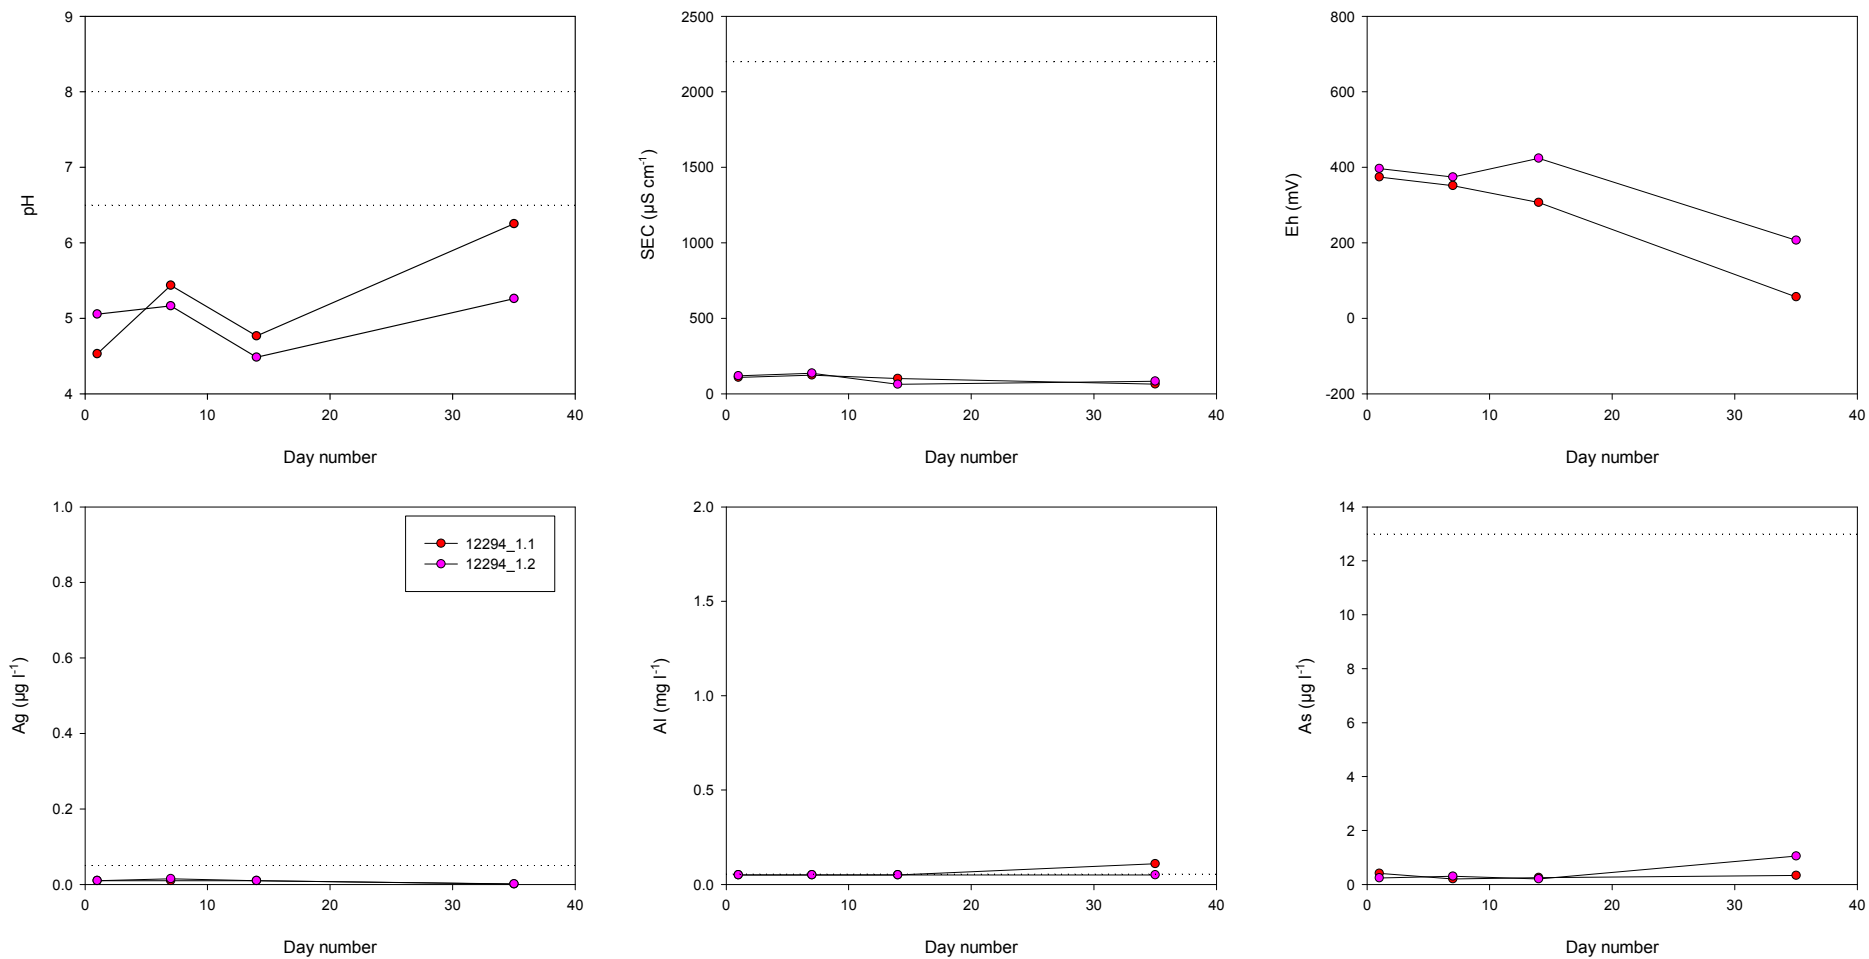 9
8
7
6
5
4
pH
0 10 20 30 40
Day number
2500
2000
1500
1000
500
0
SEC (µS cm-1)
0 10 20 30 40
Day number
800
600
400
200
0
-200
Eh (mV)
0 10 20 30 40
Day number
1.0
0.8
0.6
0.4
0.2
0.0
Ag (µg l-1)
12294_1.1
12294_1.2
0 10 20 30 40
Day number
2.0
1.5
1.0
0.5
0.0
Al (mg l-1)
0 10 20 30 40
Day number
14
12
10
8
6
4
2
0
As (µg l-1)
0 10 20 30 40
Day number